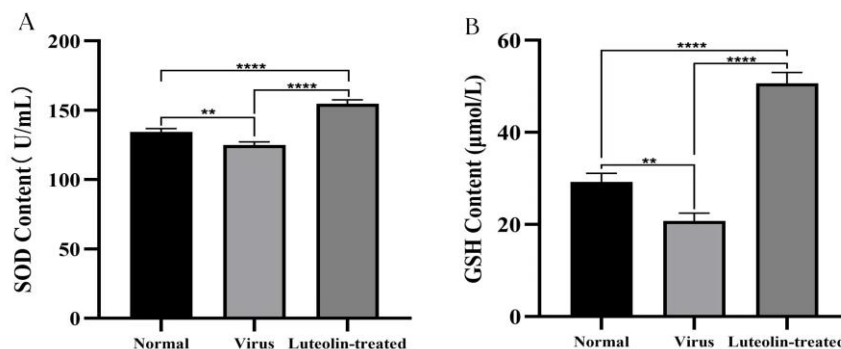 A
SOD Content( U/mL)
200
150
100
50
0
****
**
****
Normal Virus Luteolin-treated
B
GSH Content (μmol/L)
60
40
20
0
****
****
**
Normal Virus Luteolin-treated